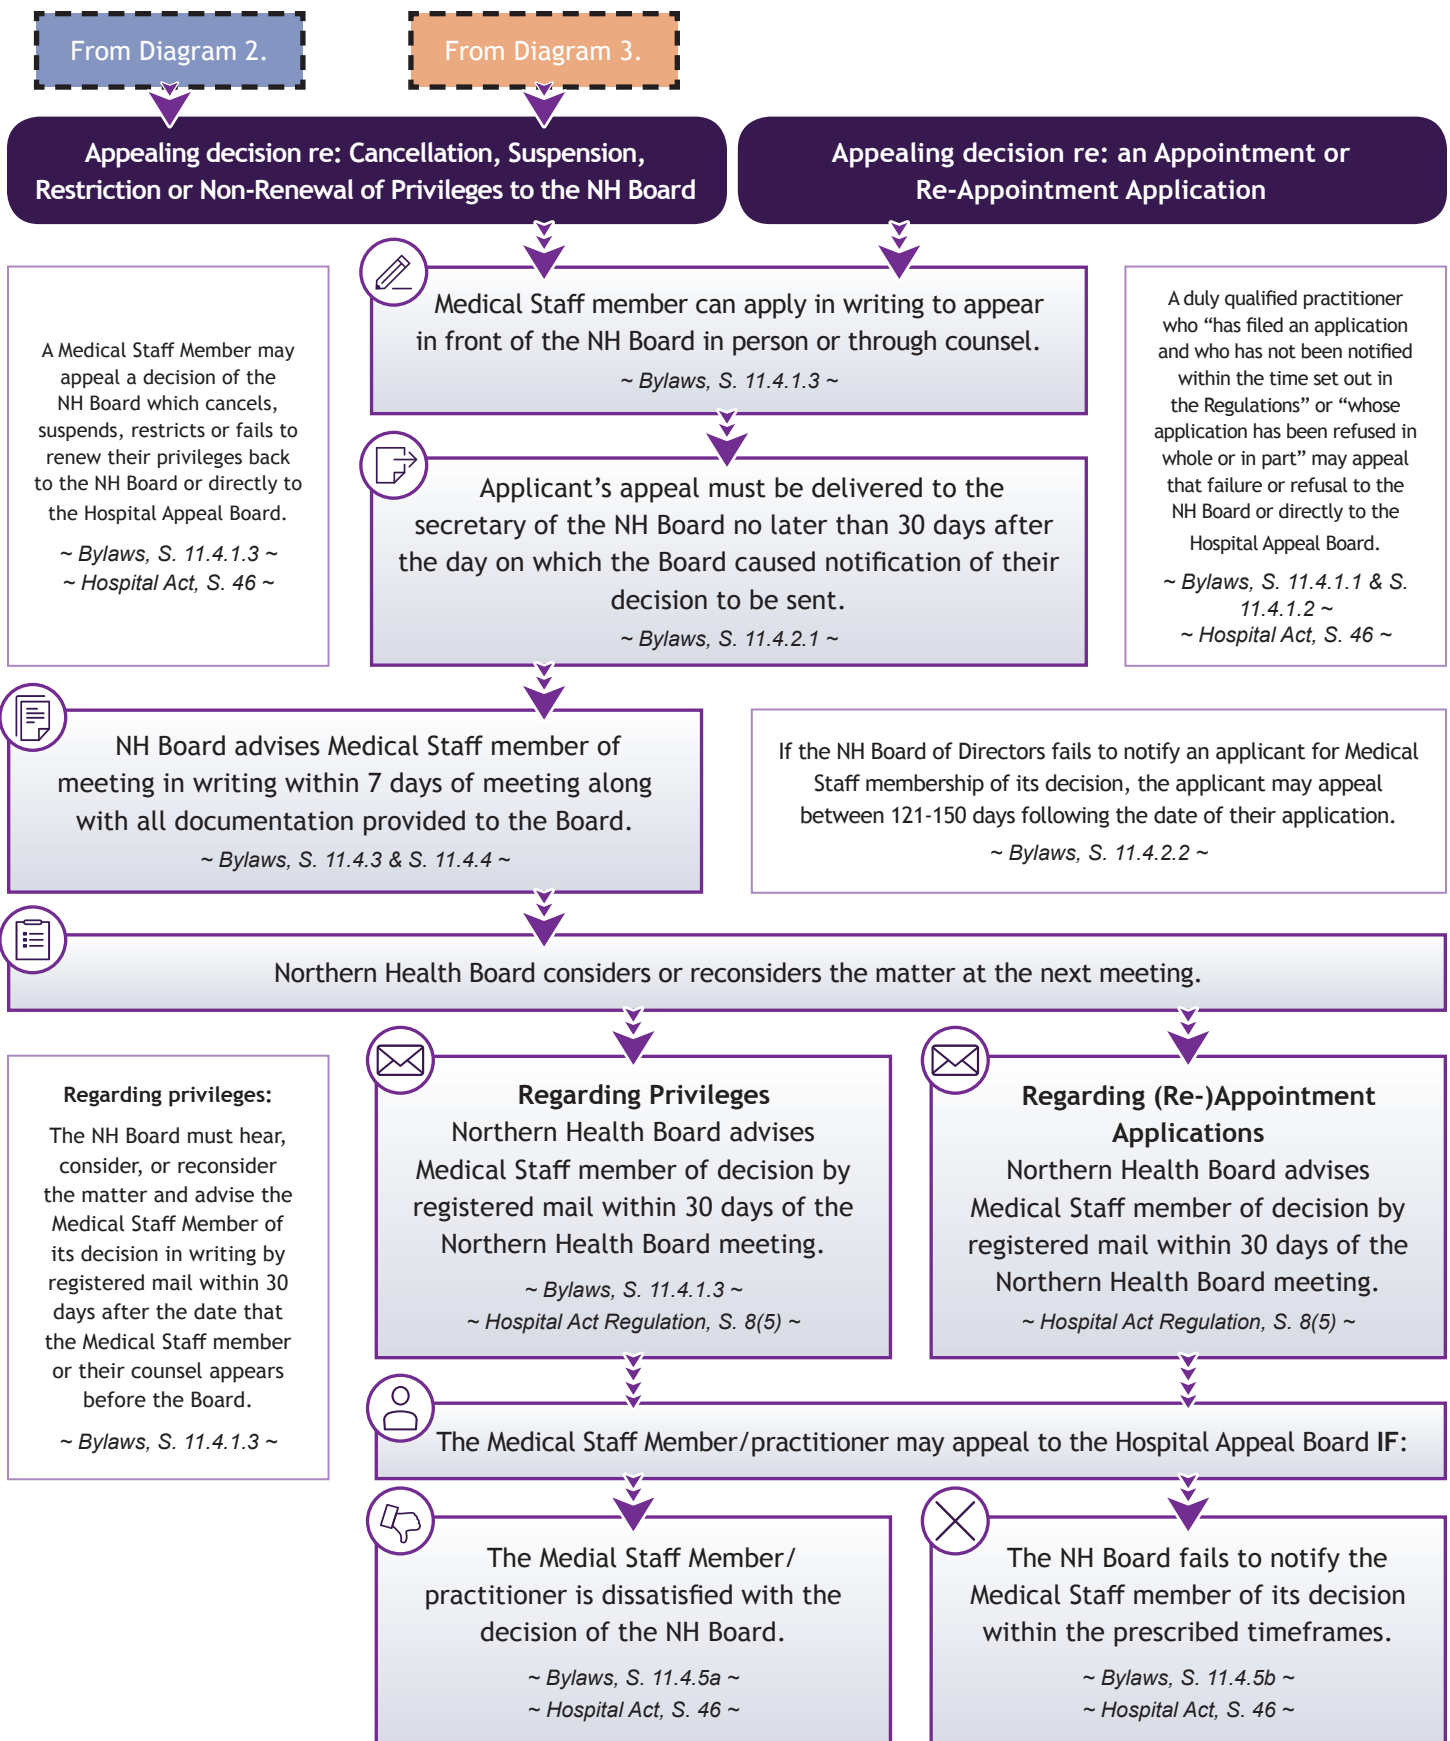 From Diagram 2.
From Diagram 3.
Appealing decision re: Cancellation, Suspension,
Restriction or Non-Renewal of Privileges to the NH Board
Appealing decision re: an Appointment or
Re-Appointment Application
Medical Staff member can apply in writing to appear
in front of the NH Board in person or through counsel.
~ Bylaws, S. 11.4.1.3 ~
A Medical Staff Member may
appeal a decision of the
NH Board which cancels,
suspends, restricts or fails to
renew their privileges back
to the NH Board or directly to
the Hospital Appeal Board.
~ Bylaws, S. 11.4.1.3 ~
~ Hospital Act, S. 46 ~
A duly qualified practitioner
who “has filed an application
and who has not been notified
within the time set out in
the Regulations” or “whose
application has been refused in
whole or in part” may appeal
that failure or refusal to the
NH Board or directly to the
Hospital Appeal Board.
~ Bylaws, S. 11.4.1.1 & S.
11.4.1.2 ~
~ Hospital Act, S. 46 ~
Applicant’s appeal must be delivered to the
secretary of the NH Board no later than 30 days after
the day on which the Board caused notification of their
decision to be sent.
~ Bylaws, S. 11.4.2.1 ~
NH Board advises Medical Staff member of
meeting in writing within 7 days of meeting along
with all documentation provided to the Board.
~ Bylaws, S. 11.4.3 & S. 11.4.4 ~
If the NH Board of Directors fails to notify an applicant for Medical
Staff membership of its decision, the applicant may appeal
between 121-150 days following the date of their application.
~ Bylaws, S. 11.4.2.2 ~
Northern Health Board considers or reconsiders the matter at the next meeting.
Regarding privileges:
The NH Board must hear,
consider, or reconsider
the matter and advise the
Medical Staff Member of
its decision in writing by
registered mail within 30
days after the date that
the Medical Staff member
or their counsel appears
before the Board.
~ Bylaws, S. 11.4.1.3 ~
Regarding Privileges
Northern Health Board advises
Medical Staff member of decision by
registered mail within 30 days of the
Northern Health Board meeting.
~ Bylaws, S. 11.4.1.3 ~
~ Hospital Act Regulation, S. 8(5) ~
Regarding (Re-)Appointment
Applications
Northern Health Board advises
Medical Staff member of decision by
registered mail within 30 days of the
Northern Health Board meeting.
~ Hospital Act Regulation, S. 8(5) ~
The Medical Staff Member/practitioner may appeal to the Hospital Appeal Board IF:
The Medial Staff Member/
practitioner is dissatisfied with the
decision of the NH Board.
~ Bylaws, S. 11.4.5a ~
~ Hospital Act, S. 46 ~
The NH Board fails to notify the
Medical Staff member of its decision
within the prescribed timeframes.
~ Bylaws, S. 11.4.5b ~
~ Hospital Act, S. 46 ~